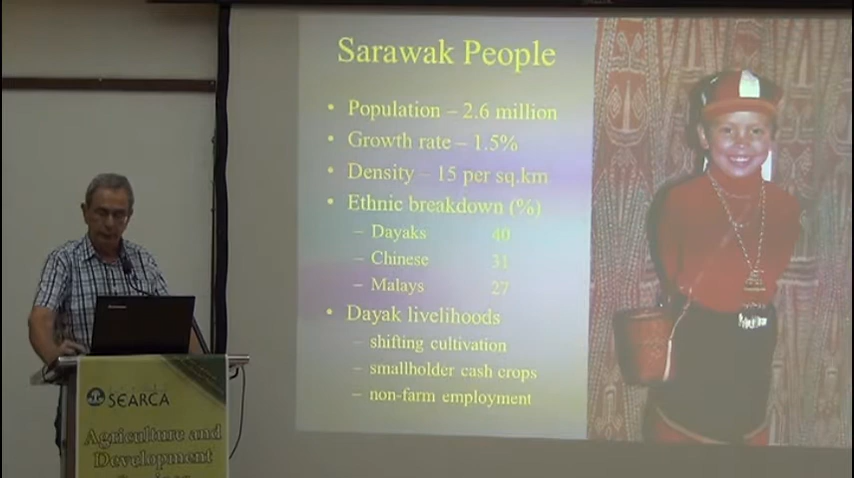 Sarawak People
• Population – 2.6 million
• Growth rate – 1.5%
• Density – 15 per sq.km
• Ethnic breakdown (%)
– Dayaks 40
– Chinese 31
– Malays 27
• Dayak livelihoods
– shifting cultivation
– smallholder cash crops
– non-farm employment
SEARCA
Agriculture and
Development